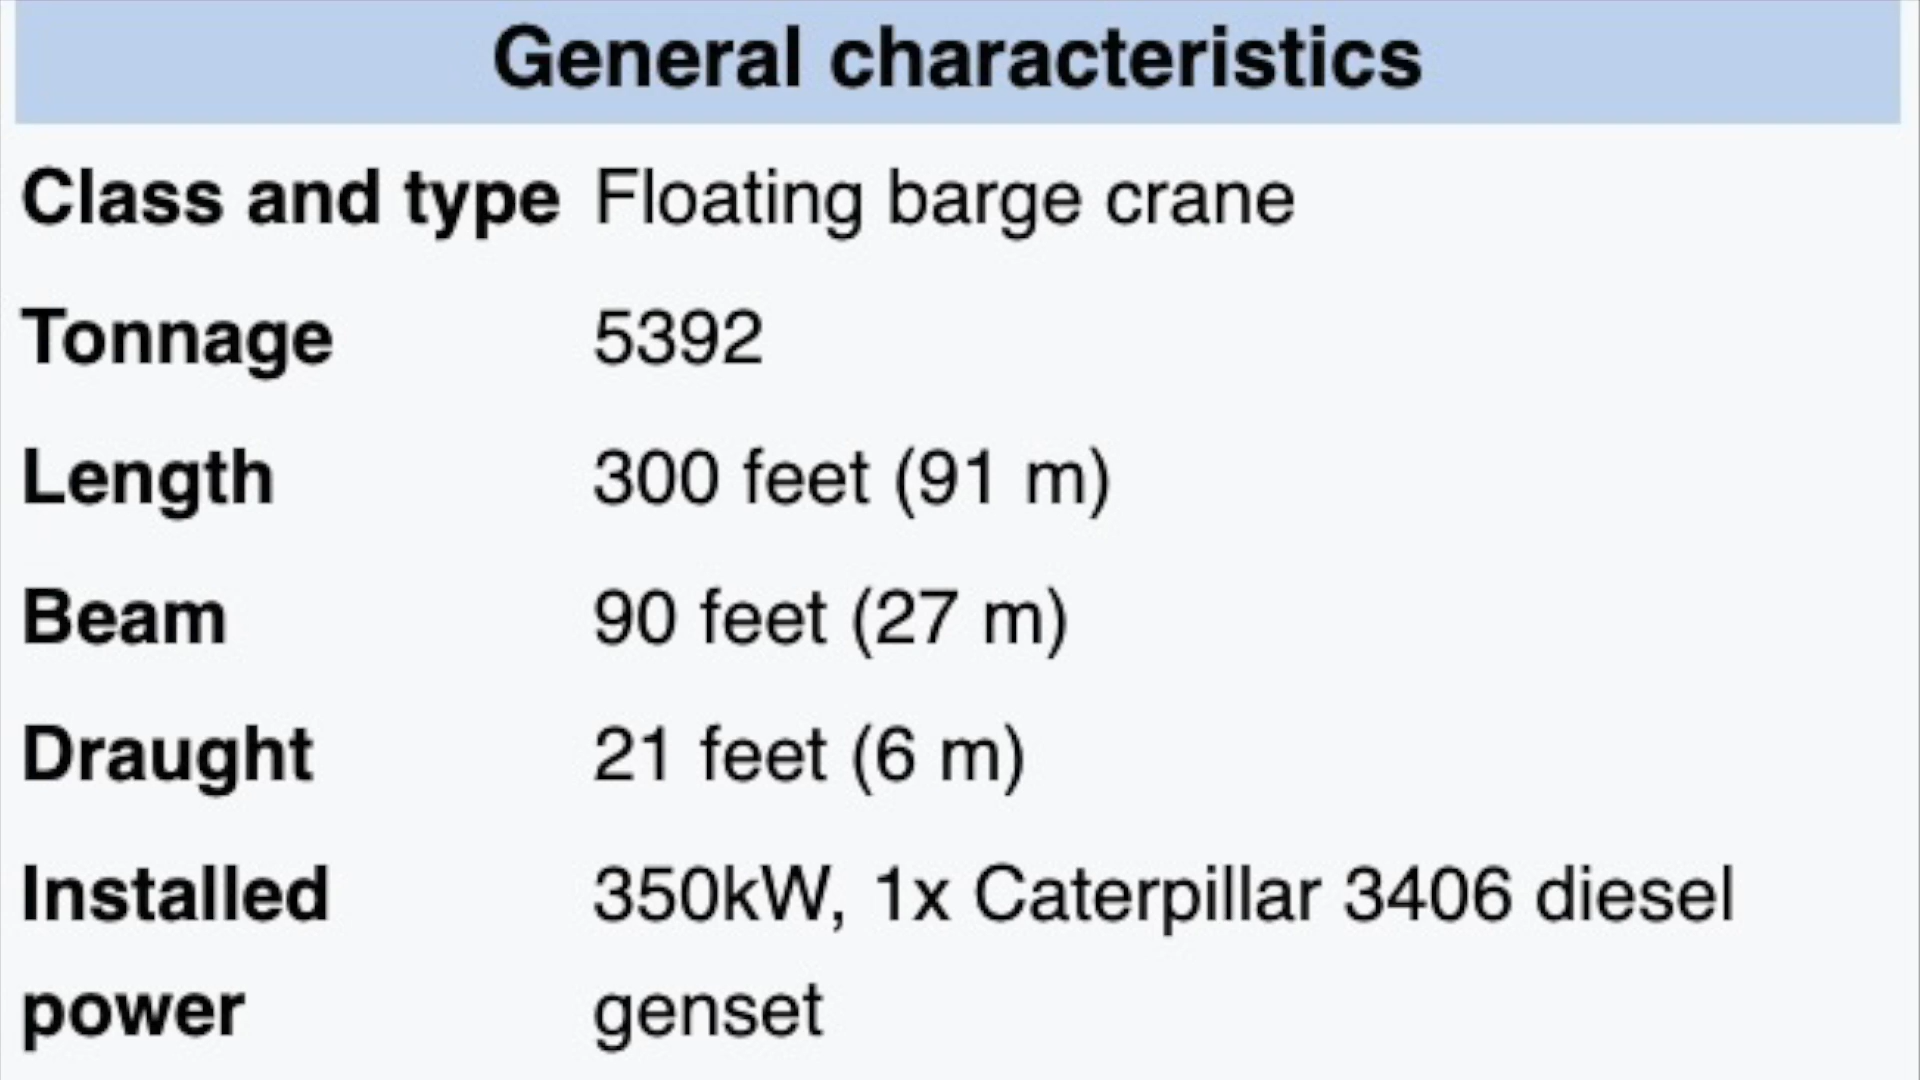 General characteristics
Class and type Floating barge crane
Tonnage 5392
Length 300 feet (91 m)
Beam 90 feet (27 m)
Draught 21 feet (6 m)
Installed 350kW, 1x Caterpillar 3406 diesel
power genset